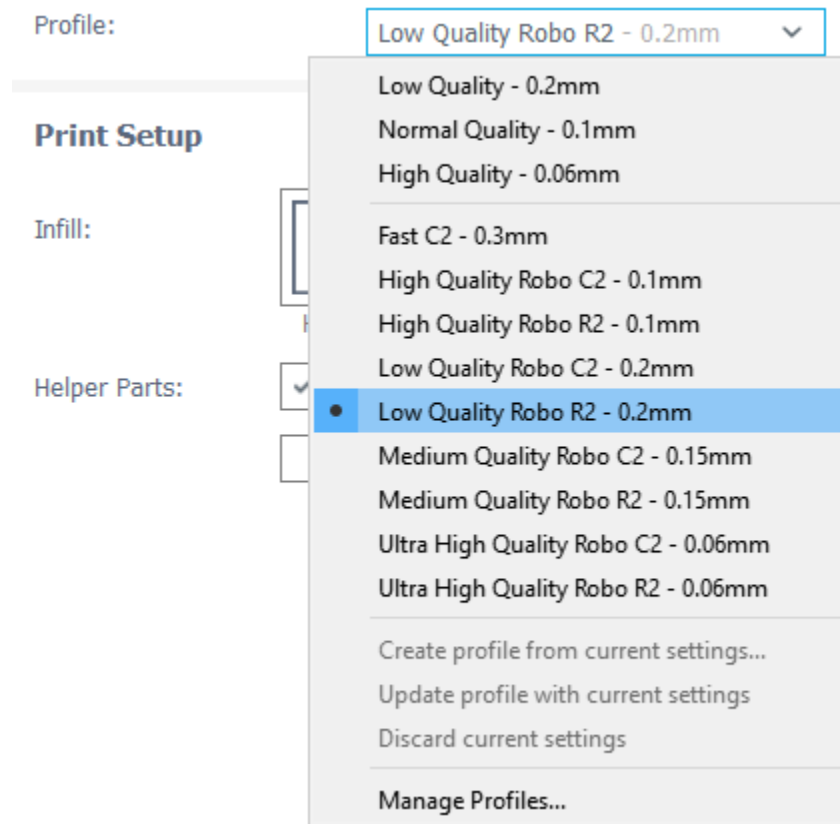 Profile:
Low Quality Robo R2 - 0.2mm
Low Quality - 0.2mm
Normal Quality - 0.1mm
High Quality - 0.06mm
Print Setup
Infill:
Fast C2 - 0.3mm
High Quality Robo C2 - 0.1mm
High Quality Robo R2 - 0.1mm
Low Quality Robo C2 - 0.2mm
Helper Parts:
Low Quality Robo R2 - 0.2mm
Medium Quality Robo C2 - 0.15mm
Medium Quality Robo R2 - 0.15mm
Ultra High Quality Robo C2 - 0.06mm
Ultra High Quality Robo R2 - 0.06mm
Create profile from current settings...
Update profile with current settings
Discard current settings
Manage Profiles...